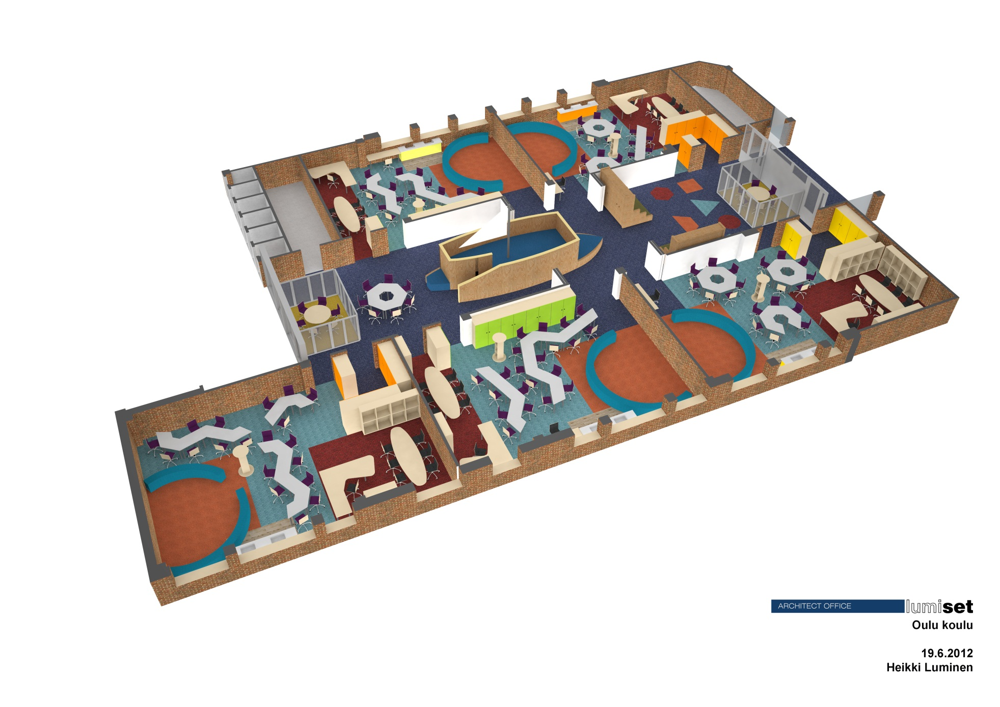 ARCHITECT OFFICE lumiset
Oulu koulu
19.6.2012
Heikki Luminen